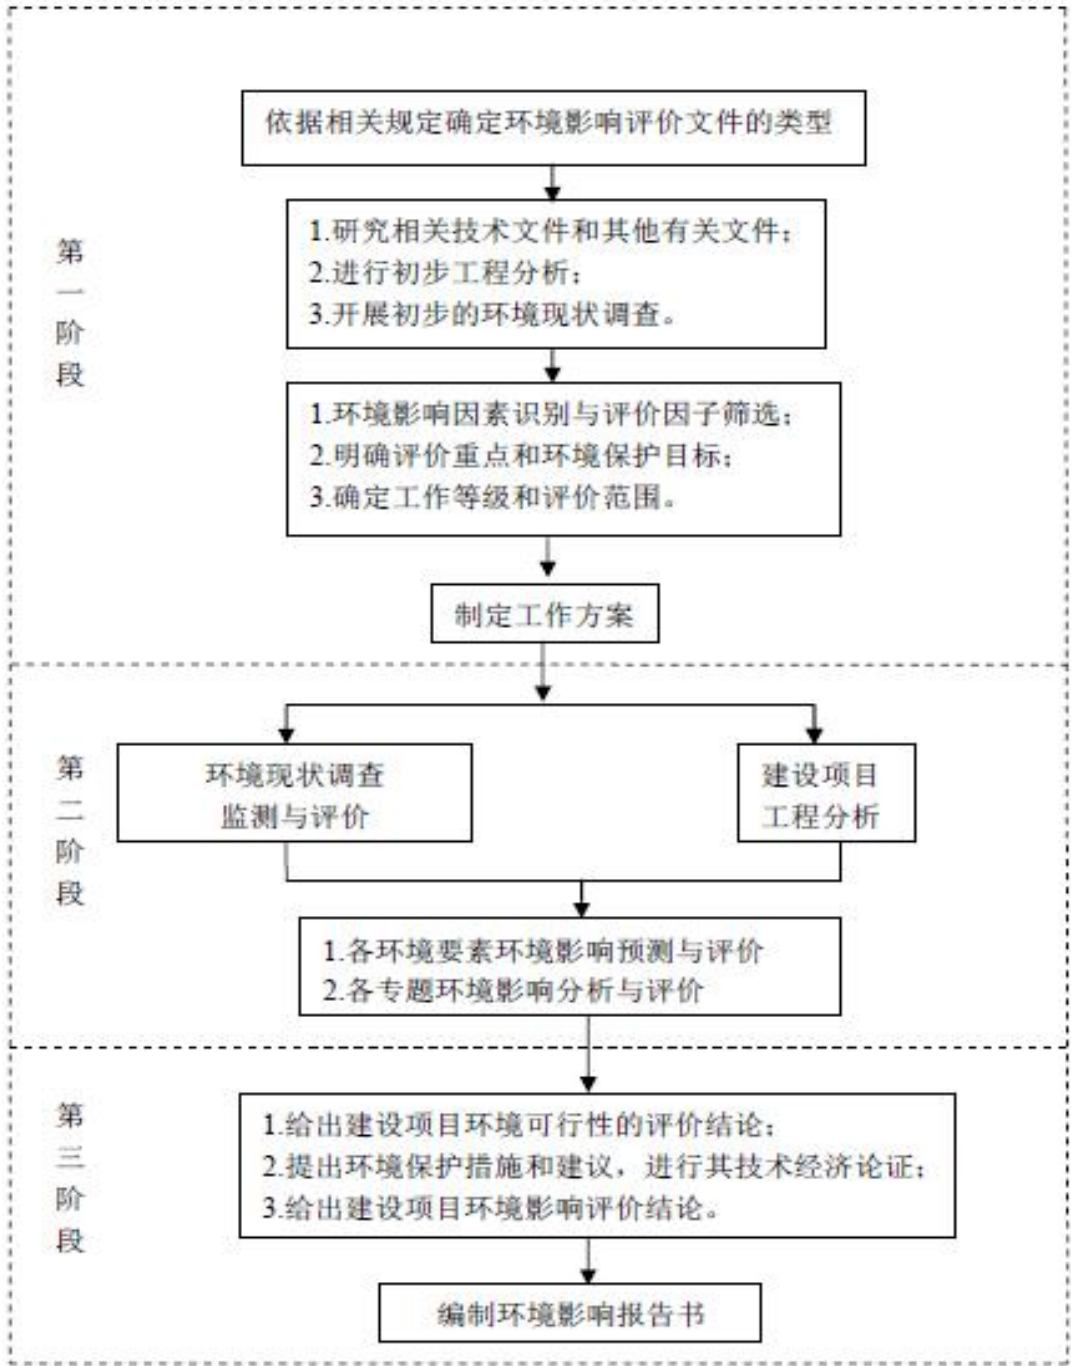 依据相关规定确定环境影响评价文件的类型
1.研究相关技术文件和其他有关文件;
2.进行初步工程分析;
3.开展初步的环境现状调查。
第一阶段
1.环境影响因素识别与评价因子筛选;
2.明确评价重点和环境保护目标;
3.确定工作等级和评价范围。
制定工作方案
第二阶段
环境现状调查
监测与评价
建设项目
工程分析
1.各环境要素环境影响预测与评价
2.各专题环境影响分析与评价
第三阶段
1.给出建设项目环境可行性的评价结论;
2.提出环境保护措施和建议，进行其技术经济论证;
3.给出建设项目环境影响评价结论。
编制环境影响报告书